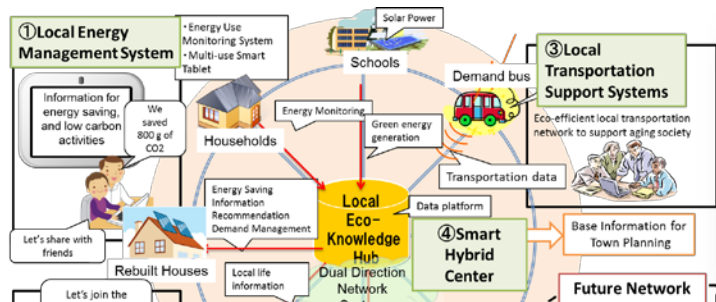 ①Local Energy
Management System
・Energy Use
Monitoring System
・Multi-use Smart
Tablet
Solar Power
Schools
Demand bus
③Local
Transportation
Support Systems
Eco-efficient local transportation
network to support aging society
Information for
energy saving,
and low carbon
activities
We
saved
800 g of
CO2
Households
Energy Monitoring
Green energy
generation
Transportation data
Energy Saving
Information
Recommendation
Demand Management
Local
Eco-
Knowledge
Hub
Dual Direction
Network
Data platform
④Smart
Hybrid
Center
Base Information for
Town Planning
Let's share with
friends
Rebuilt Houses
Local life
information
Let's join the
Future Network